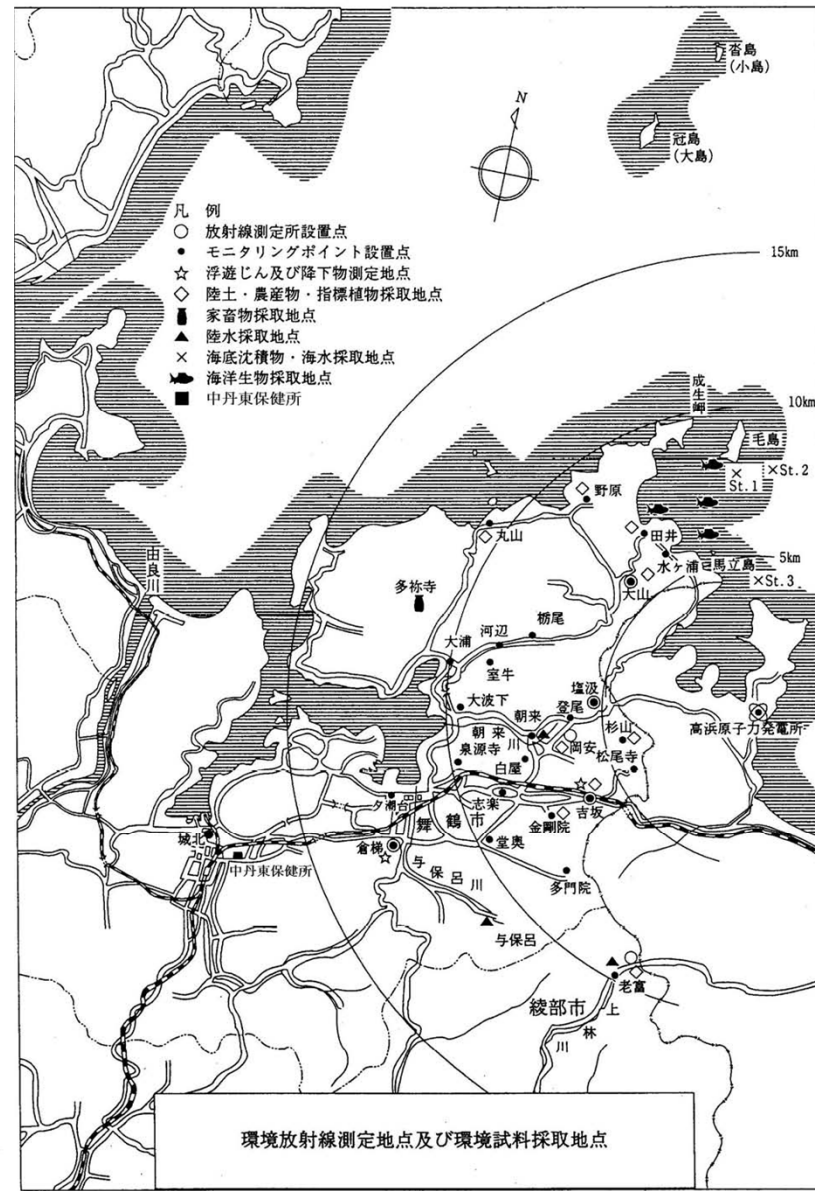 沓島
(小島)
N
冠島
(大島)
凡 例
放射線測定所設置点
モニタリングポイント設置点
浮遊じん及び降下物測定地点
陸土・農産物・指標植物採取地点
家畜物採取地点
陸水採取地点
海底沈積物・海水採取地点
海洋生物採取地点
中丹東保健所
15km
10km
成生岬
毛島
St.1
×St.2
野原
丸山
田井
水ヶ浦
馬立島
5km
×St.3
大山
由良川
多祢寺
栃尾
河辺
大浦
室牛
塩汲
大波下
登尾
朝来
朝来川
岡安
杉山
高浜原子力発電所
泉源寺
白屋
松尾寺
夕潮台
志楽
吉坂
舞鶴市
金剛院
城北
倉梯
堂奥
中丹東保健所
与保呂川
多門院
与保呂
老富
綾部市
上林川
環境放射線測定地点及び環境試料採取地点